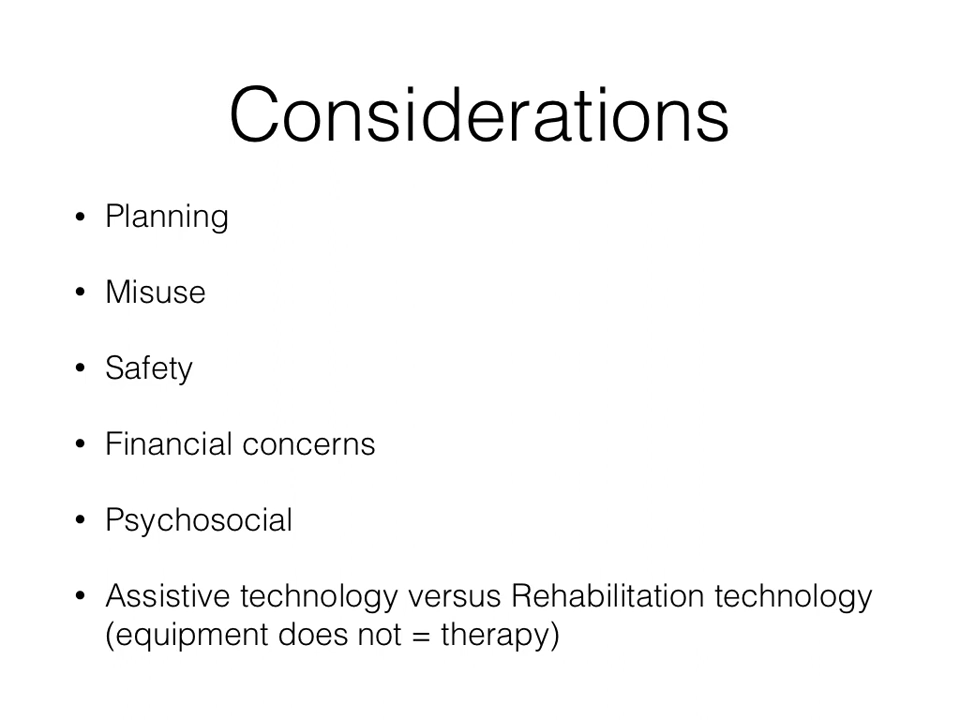 Considerations
• Planning
• Misuse
• Safety
• Financial concerns
• Psychosocial
• Assistive technology versus Rehabilitation technology
(equipment does not = therapy)